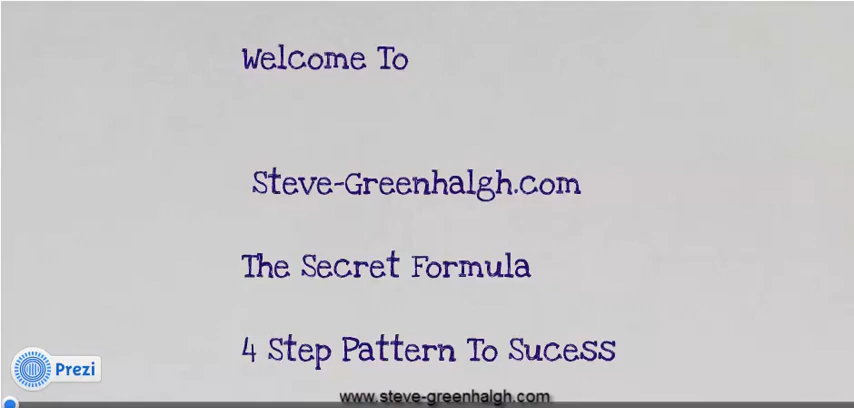 Welcome To
Steve-Greenhalgh.com
The Secret Formula
4 Step Pattern To Sucess
Prezi
www.steve-greenhalgh.com